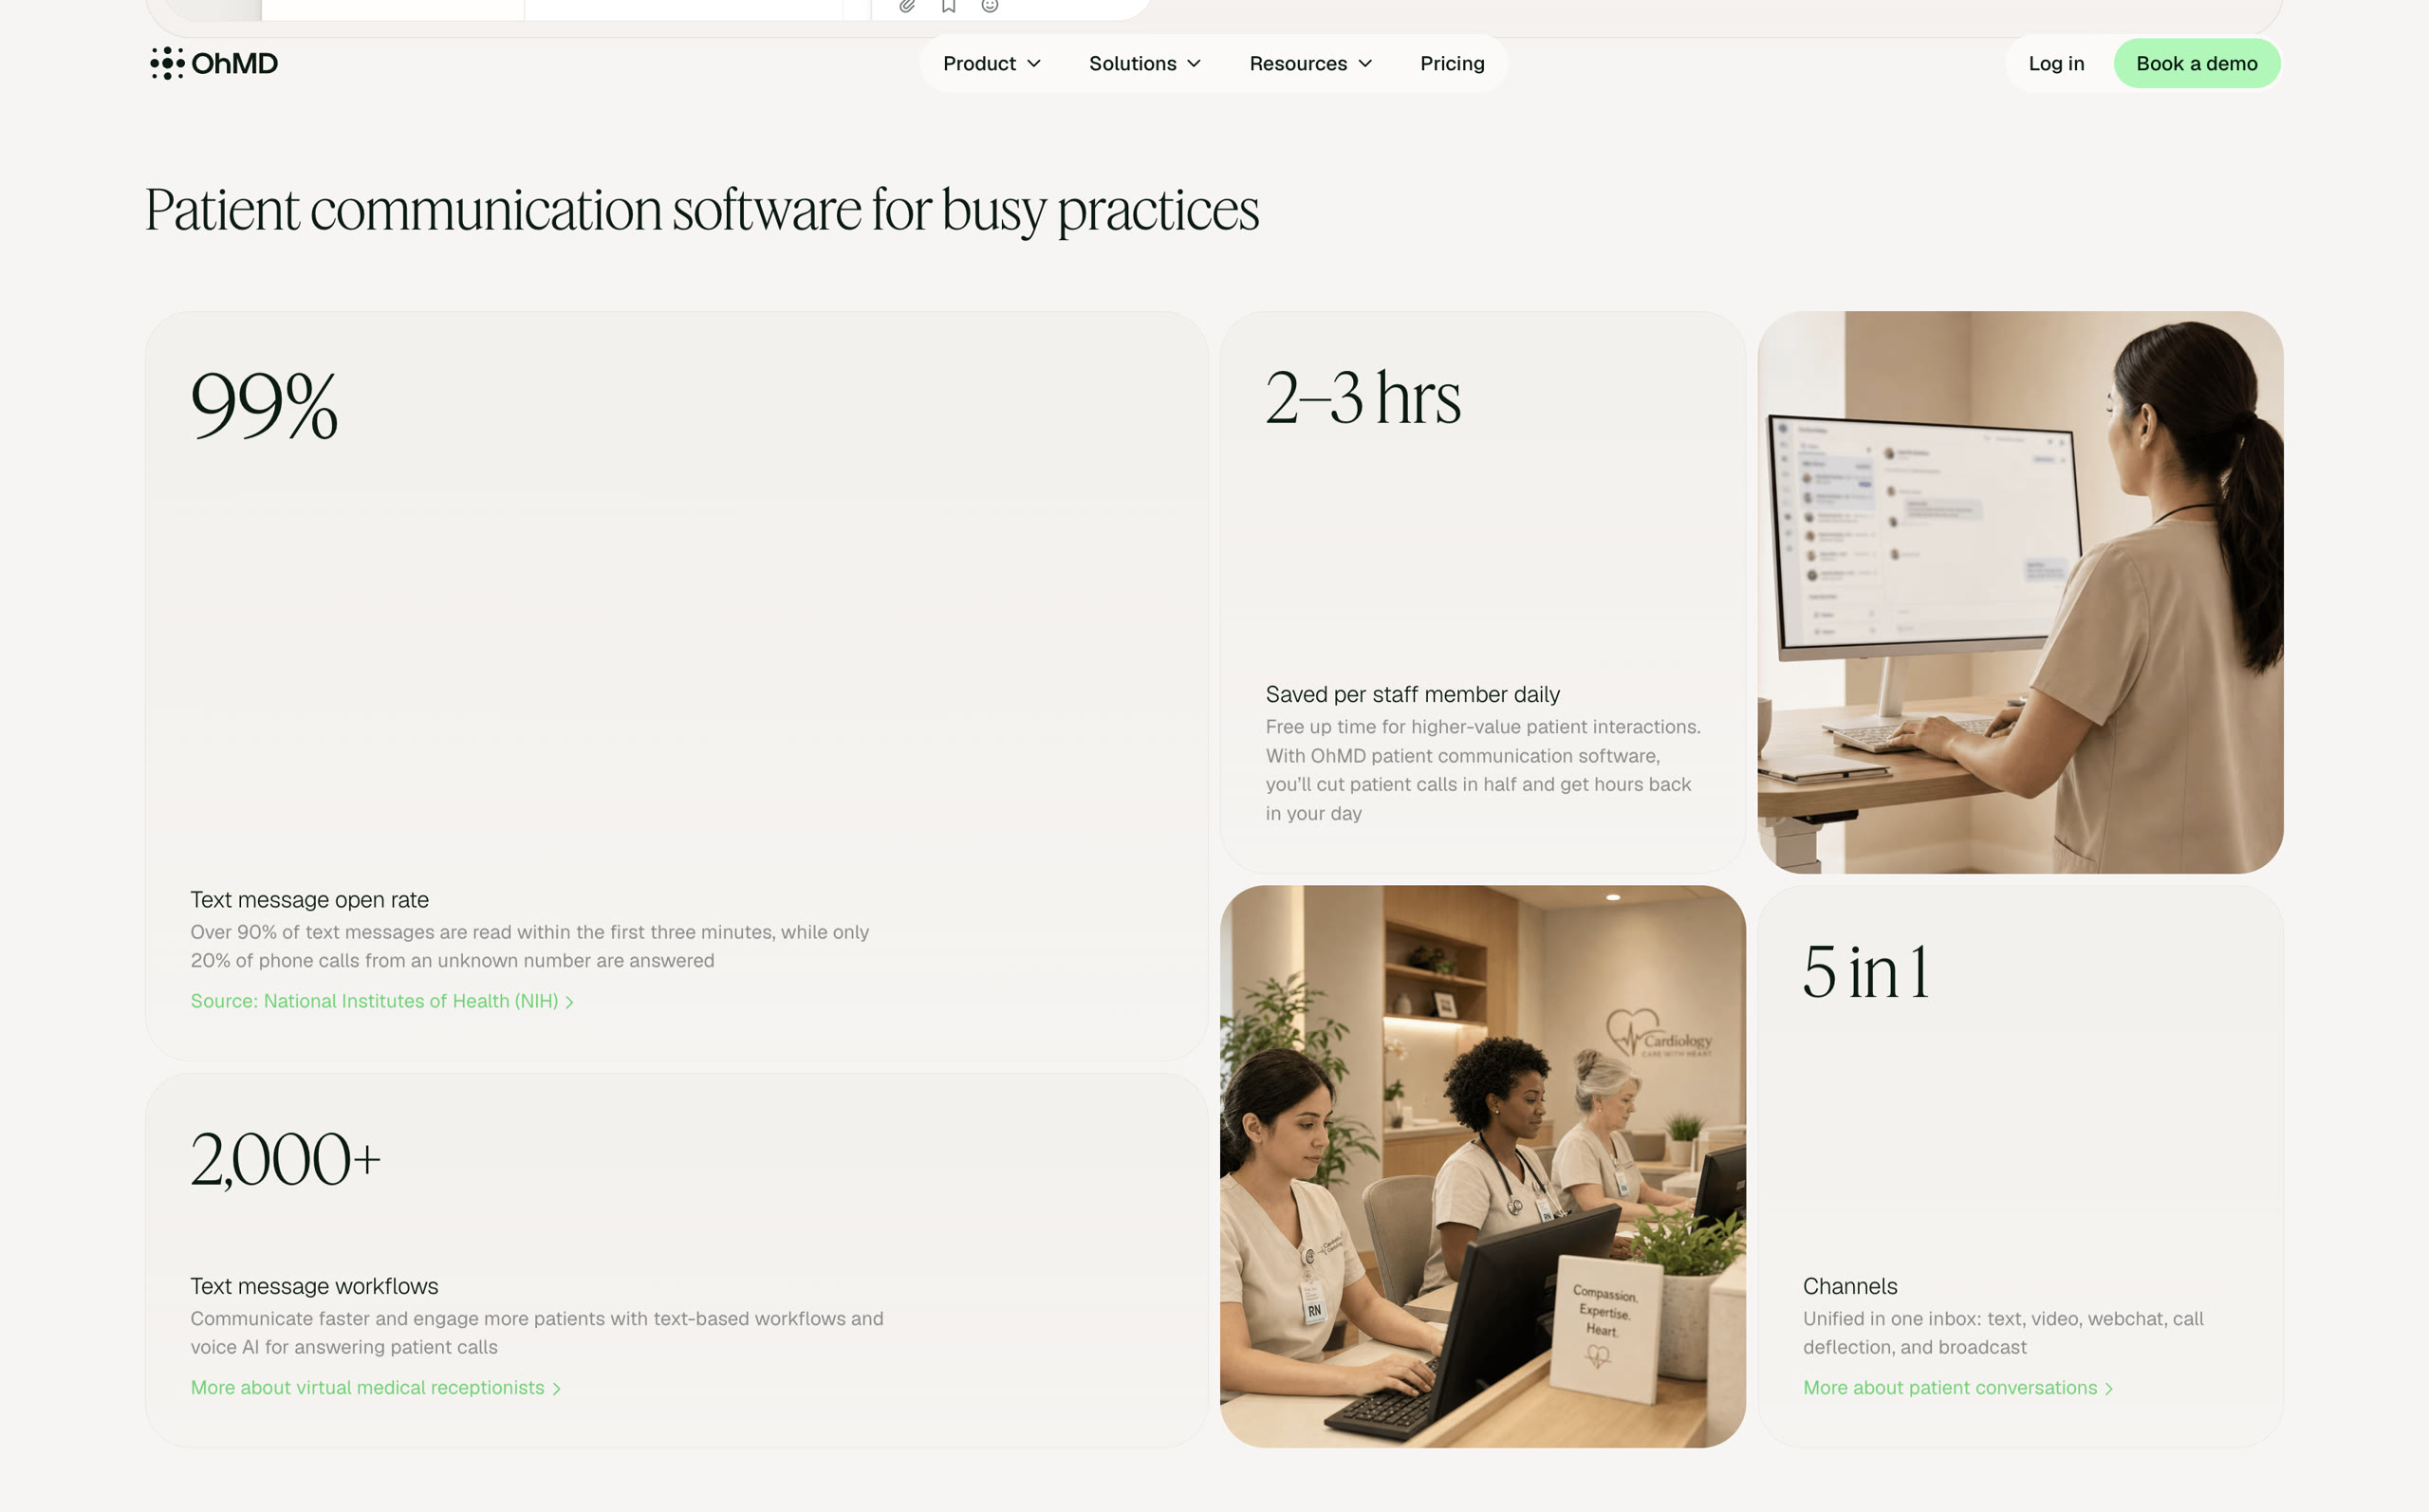 OhMD
Product
Solutions
Resources
Pricing
Log in
Book a demo
Patient communication software for busy practices
99%
Text message open rate
Over 90% of text messages are read within the first three minutes, while only
20% of phone calls from an unknown number are answered
Source: National Institutes of Health (NIH)
2–3 hrs
Saved per staff member daily
Free up time for higher-value patient interactions.
With OhMD patient communication software,
you’ll cut patient calls in half and get hours back
in your day
2,000+
Text message workflows
Communicate faster and engage more patients with text-based workflows and
voice AI for answering patient calls
More about virtual medical receptionists
Cardiology
CARE WITH HEART
RN
RN
Compassion.
Expertise.
Heart.
5 in 1
Channels
Unified in one inbox: text, video, webchat, call
deflection, and broadcast
More about patient conversations